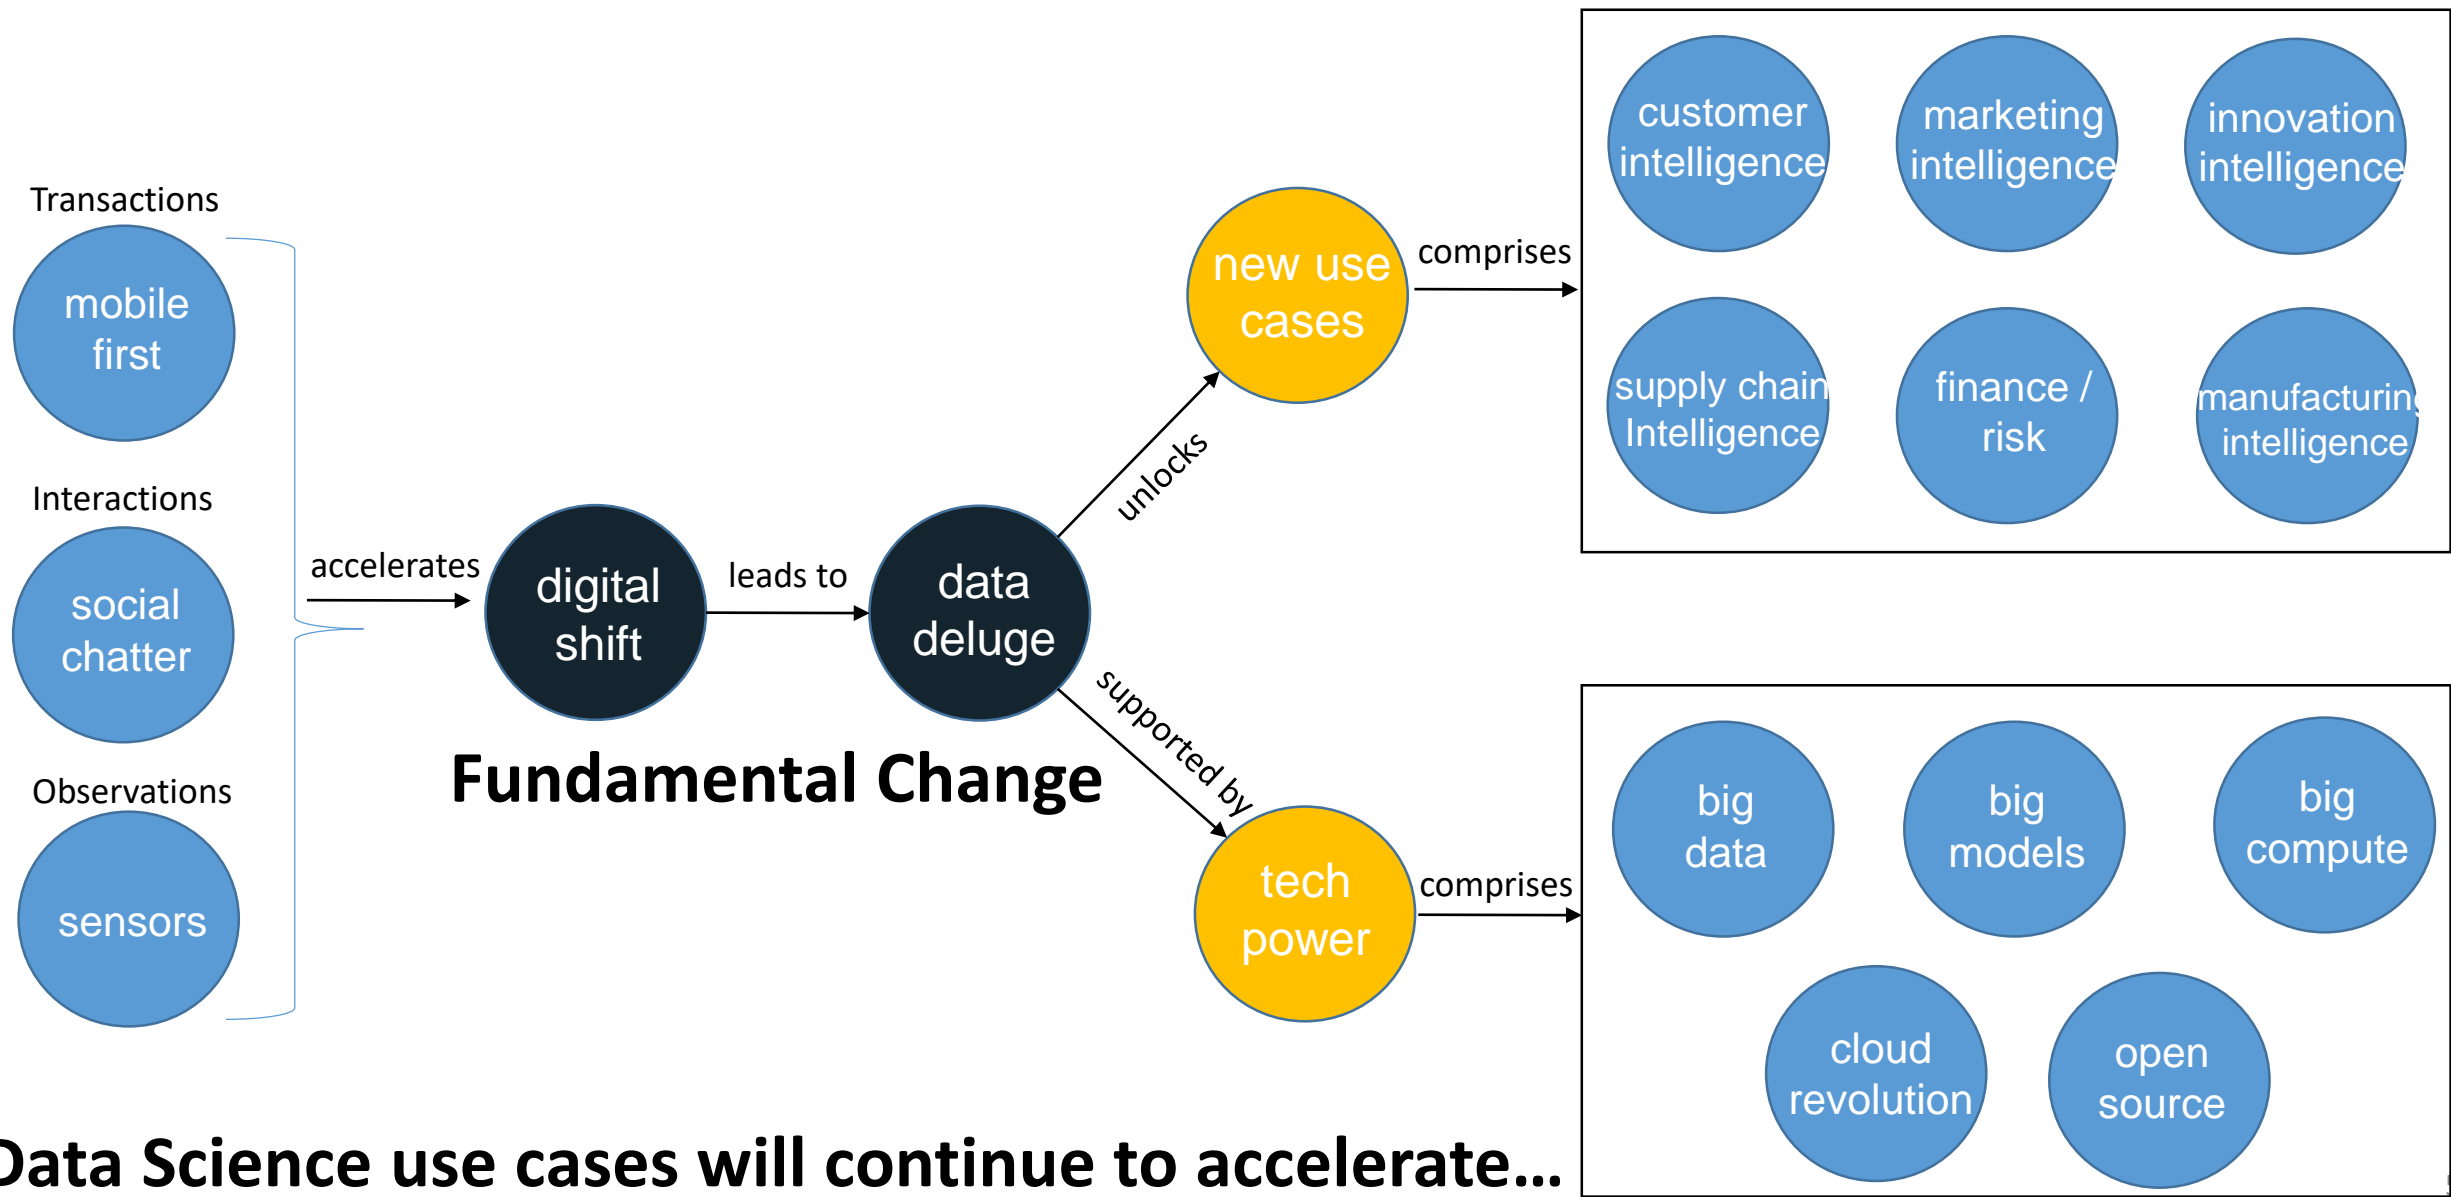 Transactions
mobile
first
Interactions
social
chatter
Observations
sensors
accelerates
digital
shift
leads to
data
deluge
Fundamental Change
unlocks
supported by
new use
cases
comprises
tech
power
comprises
customer
intelligence
marketing
intelligence
innovation
intelligence
supply chain
Intelligence
finance /
risk
manufacturing
intelligence
big
data
big
models
big
compute
cloud
revolution
open
source
Data Science use cases will continue to accelerate...